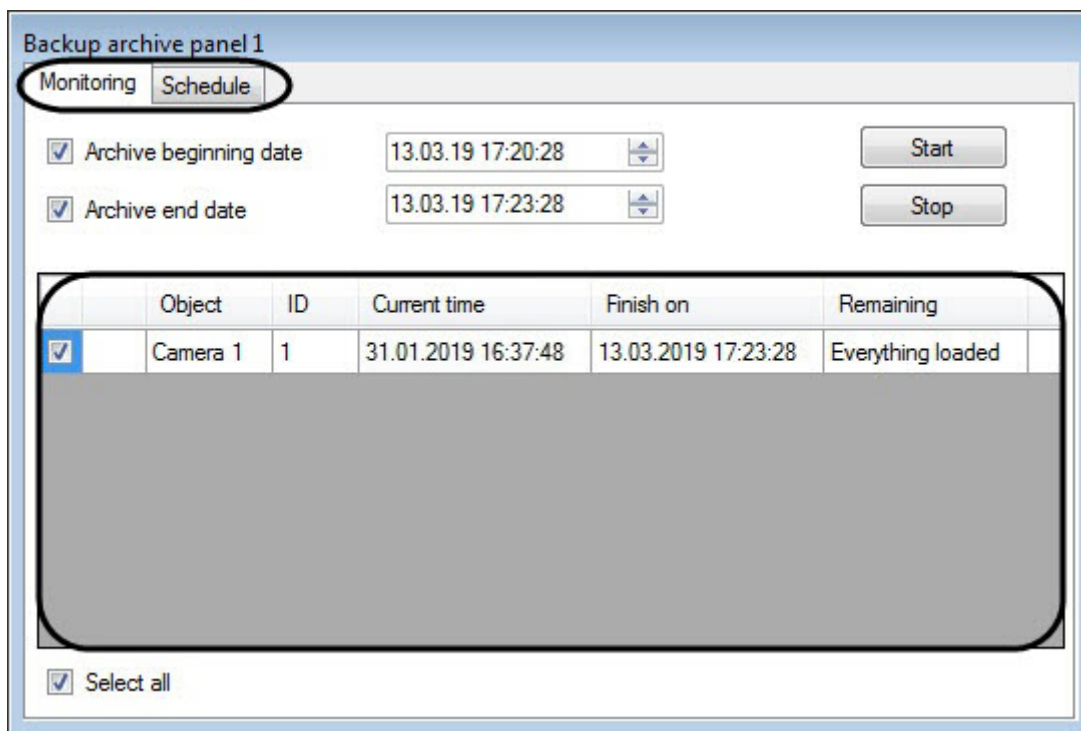 Backup archive panel 1
Monitoring Schedule
Archive beginning date 13.03.19 17:20:28 Start
Archive end date 13.03.19 17:23:28 Stop
Object ID Current time Finish on Remaining
Camera 1 1 31.01.2019 16:37:48 13.03.2019 17:23:28 Everything loaded
Select all